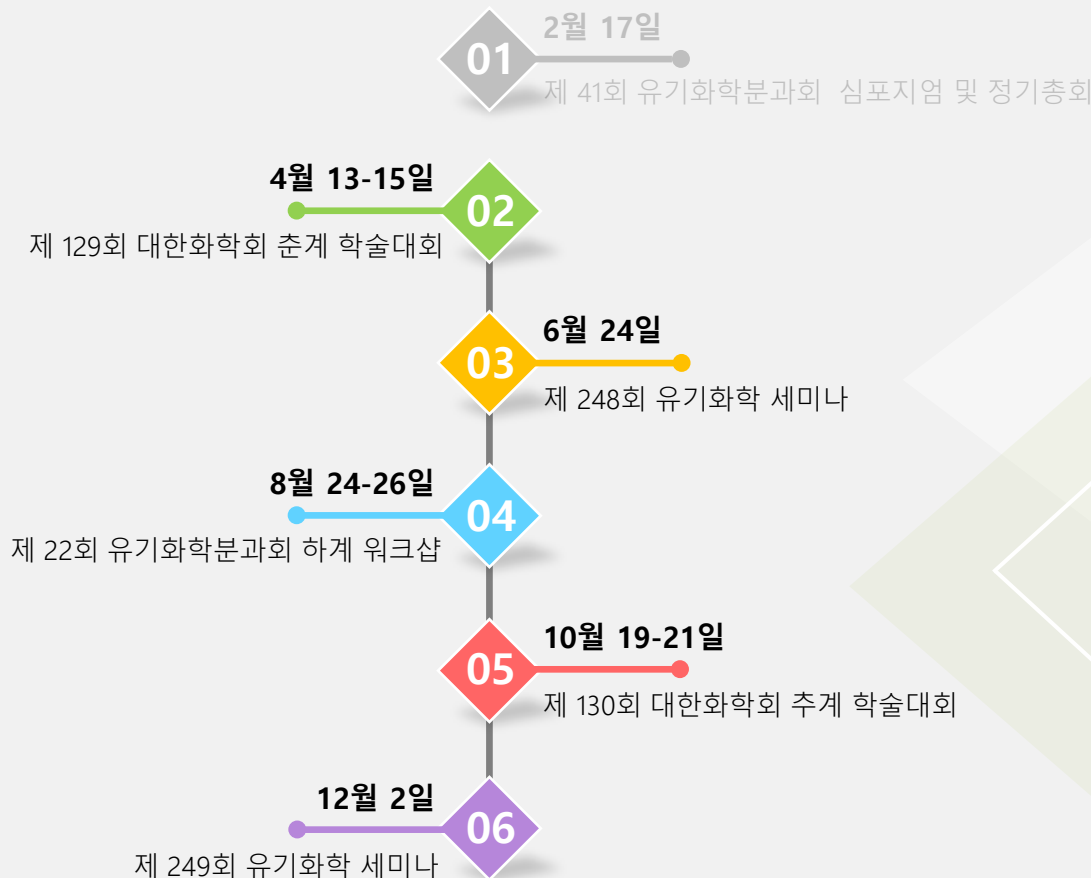 01
2월 17일
제 41회 유기화학분과회 심포지엄 및 정기총회
02
4월 13-15일
제 129회 대한화학회 춘계 학술대회
03
6월 24일
제 248회 유기화학 세미나
04
8월 24-26일
제 22회 유기화학분과회 하계 워크샵
05
10월 19-21일
제 130회 대한화학회 추계 학술대회
06
12월 2일
제 249회 유기화학 세미나